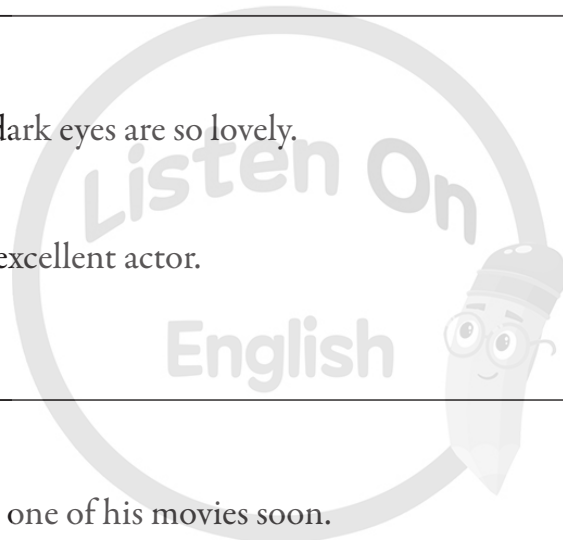 dark eyes are so lovely.
Listen On
excellent actor.
English
one of his movies soon.